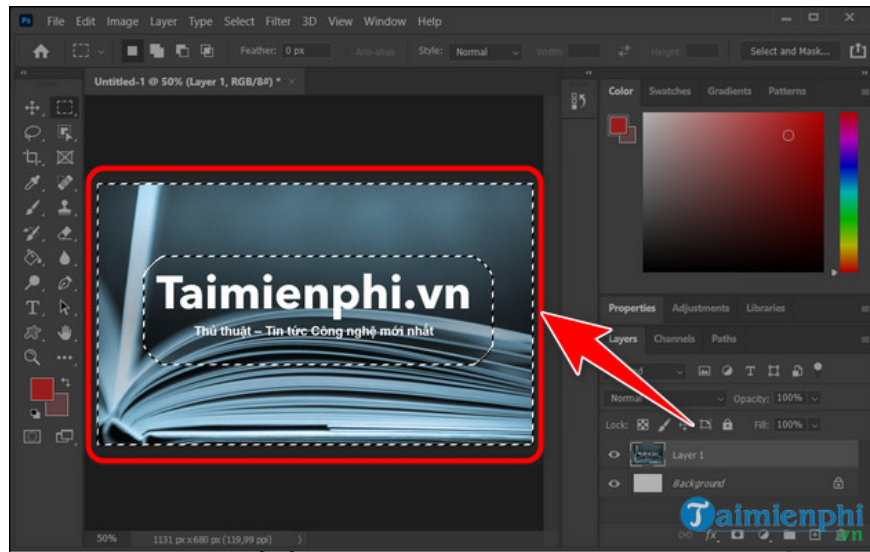 Ps File Edit Image Layer Type Select Filter 3D View Window Help
Feather: 0 px Anti-alias Style: Normal Width: Height: Select and Mask...
Untitled-1 @ 50% (Layer 1, RGB/8#) * ×
Color Swatches Gradients Patterns
Taimienphi.vn
Thủ thuật – Tin tức Công nghệ mới nhất
Properties Adjustments Libraries
Layers Channels Paths
Normal Opacity: 100%
Lock: Fill: 100%
Layer 1
Background
50% 1131 px x 680 px (119,99 ppi)
Taimienphi
.vn